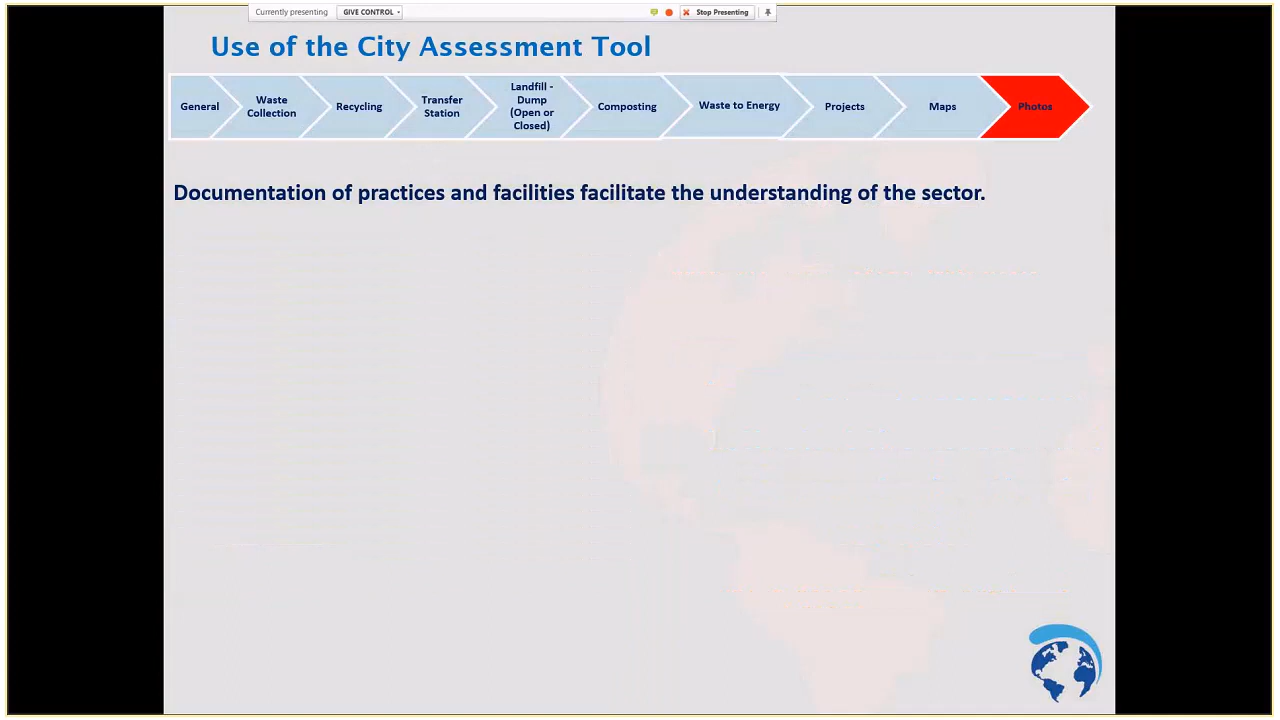 Currently presenting
GIVE CONTROL
Stop Presenting
Use of the City Assessment Tool
General
Waste
Collection
Recycling
Transfer
Station
Landfill -
Dump
(Open or
Closed)
Composting
Waste to Energy
Projects
Maps
Photos
Documentation of practices and facilities facilitate the understanding of the sector.